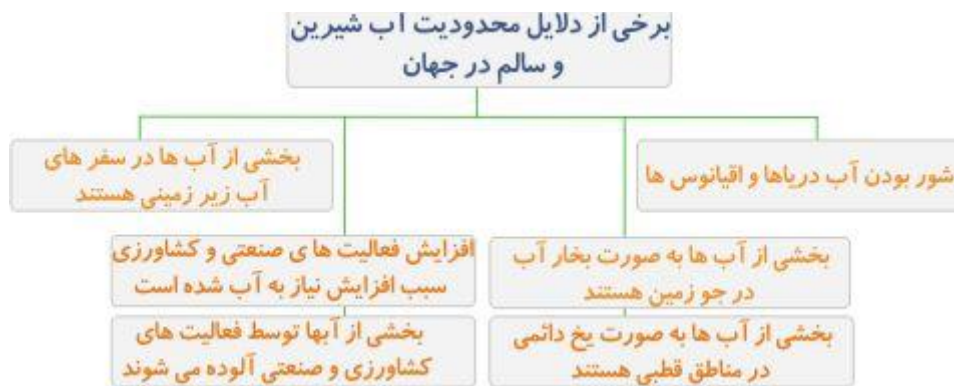 برخی از دلایل محدودیت آب شیرین
و سالم در جهان
شور بودن آب دریاها و اقیانوس ها
بخشی از آب ها در سفر های
آب زیر زمینی هستند
بخشی از آب ها به صورت بخار آب
در جو زمین هستند
افزایش فعالیت ها ی صنعتی و کشاورزی
سبب افزایش نیاز به آب شده است
بخشی از آب ها به صورت یخ دائمی
در مناطق قطبی هستند
بخشی از آبها توسط فعالیت های
کشاورزی و صنعتی آلوده می شوند